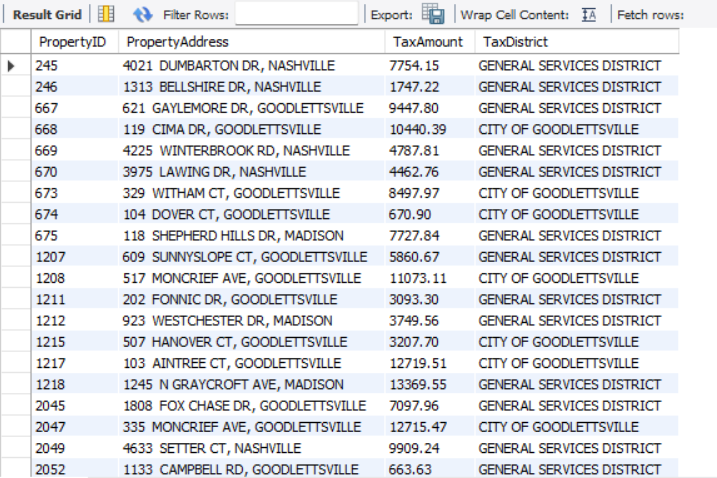 Result Grid Filter Rows: Export: Wrap Cell Content: IA Fetch rows:
PropertyID PropertyAddress TaxAmount TaxDistrict
245 4021 DUMBARTON DR, NASHVILLE 7754.15 GENERAL SERVICES DISTRICT
246 1313 BELLSHIRE DR, NASHVILLE 1747.22 GENERAL SERVICES DISTRICT
667 621 GAYLEMORE DR, GOODLETTSVILLE 9447.80 GENERAL SERVICES DISTRICT
668 119 CIMA DR, GOODLETTSVILLE 10440.39 CITY OF GOODLETTSVILLE
669 4225 WINTERBROOK RD, NASHVILLE 4787.81 GENERAL SERVICES DISTRICT
670 3975 LAWING DR, NASHVILLE 4462.76 GENERAL SERVICES DISTRICT
673 329 WITHAM CT, GOODLETTSVILLE 8497.97 CITY OF GOODLETTSVILLE
674 104 DOVER CT, GOODLETTSVILLE 670.90 CITY OF GOODLETTSVILLE
675 118 SHEPHERD HILLS DR, MADISON 7727.84 GENERAL SERVICES DISTRICT
1207 609 SUNNYSLOPE CT, GOODLETTSVILLE 5860.67 GENERAL SERVICES DISTRICT
1208 517 MONCRIEF AVE, GOODLETTSVILLE 11073.11 CITY OF GOODLETTSVILLE
1211 202 FONNIC DR, GOODLETTSVILLE 3093.30 GENERAL SERVICES DISTRICT
1212 923 WESTCHESTER DR, MADISON 3749.56 GENERAL SERVICES DISTRICT
1215 507 HANOVER CT, GOODLETTSVILLE 3207.70 CITY OF GOODLETTSVILLE
1217 103 AINTREE CT, GOODLETTSVILLE 12719.51 CITY OF GOODLETTSVILLE
1218 1245 N GRAYCROFT AVE, MADISON 13369.55 GENERAL SERVICES DISTRICT
2045 1808 FOX CHASE DR, GOODLETTSVILLE 7097.96 GENERAL SERVICES DISTRICT
2047 335 MONCRIEF AVE, GOODLETTSVILLE 12715.47 CITY OF GOODLETTSVILLE
2049 4633 SETTER CT, NASHVILLE 9909.24 GENERAL SERVICES DISTRICT
2052 1133 CAMPBELL RD, GOODLETTSVILLE 663.63 GENERAL SERVICES DISTRICT